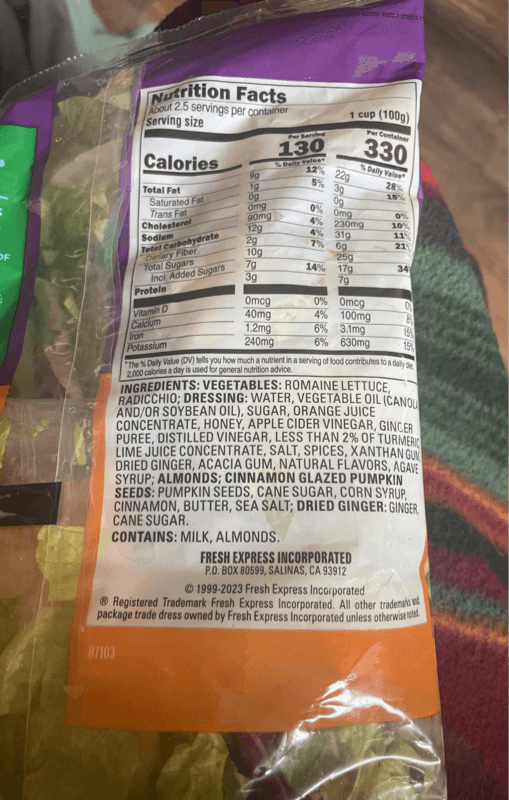 Nutrition Facts
About 2.5 servings per container
Serving size 1 cup (100g)
Per Serving Per Container
Calories 130 330
% Daily Value* % Daily Value*
Total Fat 9g 12% 22g 28%
Saturated Fat 1g 5% 3g 15%
Trans Fat 0g 0g
Cholesterol 0mg 0% 0mg 0%
Sodium 90mg 4% 230mg 10%
Total Carbohydrate 12g 4% 31g 11%
Dietary Fiber 2g 7% 6g 21
Total Sugars 10g 25g
Incl. Added Sugars 7g 14% 17g 34
Protein 3g 7g
Vitamin D 0mcg 0% 0mcg 0%
Calcium 40mg 4% 100mg 8%
Iron 1.2mg 6% 3.1mg 15%
Potassium 240mg 6% 630mg 15%
*The % Daily Value (DV) tells you how much a nutrient in a serving of food contributes to a daily diet.
2,000 calories a day is used for general nutrition advice.
INGREDIENTS: VEGETABLES: ROMAINE LETTUCE,
RADICCHIO; DRESSING: WATER, VEGETABLE OIL (CANOLA
AND/OR SOYBEAN OIL), SUGAR, ORANGE JUICE
CONCENTRATE, HONEY, APPLE CIDER VINEGAR, GINGER
PUREE, DISTILLED VINEGAR, LESS THAN 2% OF TURMERIC
LIME JUICE CONCENTRATE, SALT, SPICES, XANTHAN GUM
DRIED GINGER, ACACIA GUM, NATURAL FLAVORS, AGAVE
SYRUP; ALMONDS; CINNAMON GLAZED PUMPKIN
SEEDS: PUMPKIN SEEDS, CANE SUGAR, CORN SYRUP,
CINNAMON, BUTTER, SEA SALT; DRIED GINGER: GINGER,
CANE SUGAR.
CONTAINS: MILK, ALMONDS.
FRESH EXPRESS INCORPORATED
P.O. BOX 80599, SALINAS, CA 93912
© 1999-2023 Fresh Express Incorporated
® Registered Trademark Fresh Express Incorporated. All other trademarks and
package trade dress owned by Fresh Express Incorporated unless otherwise noted.
87103
OF